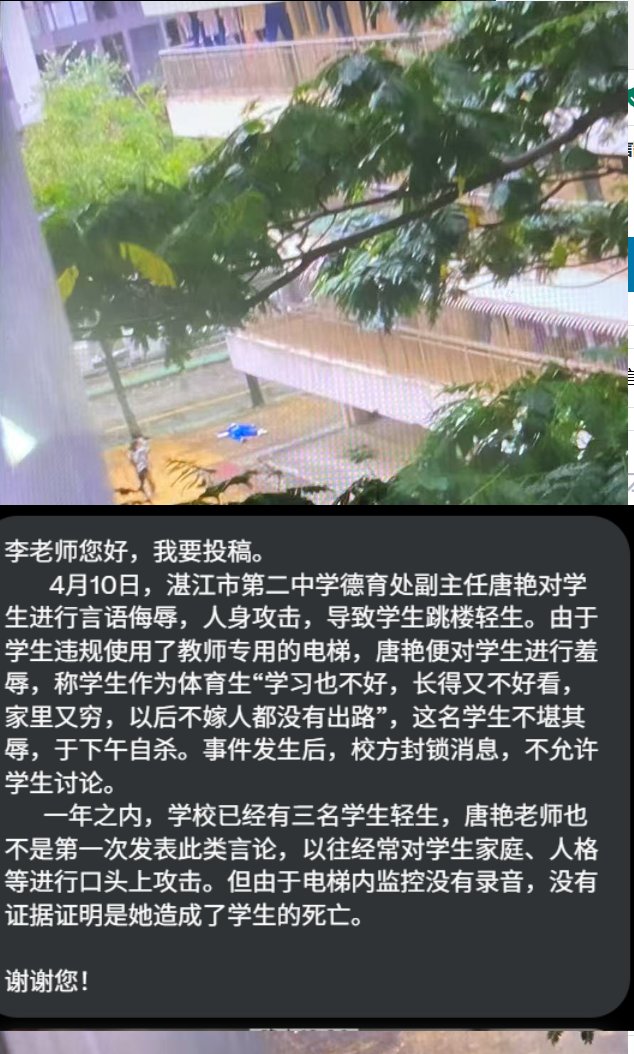 李老师您好，我要投稿。
4月10日，湛江市第二中学德育处副主任唐艳对学
生进行言语侮辱，人身攻击，导致学生跳楼轻生。由于
学生违规使用了教师专用的电梯，唐艳便对学生进行羞
辱，称学生作为体育生“学习也不好，长得又不好看，
家里又穷，以后不嫁人都没有出路”，这名学生不堪其
辱，于下午自杀。事件发生后，校方封锁消息，不允许
学生讨论。
一年之内，学校已经有三名学生轻生，唐艳老师也
不是第一次发表此类言论，以往经常对学生家庭、人格
等进行口头上攻击。但由于电梯内监控没有录音，没有
证据证明是她造成了学生的死亡。
谢谢您！